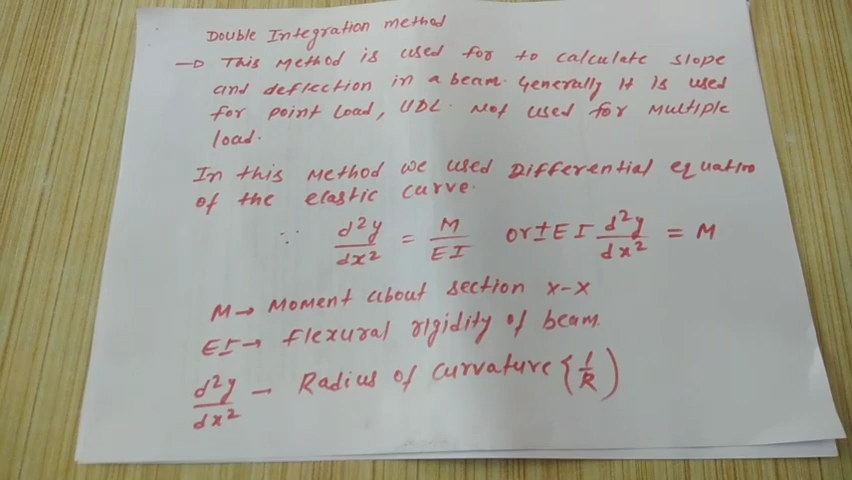 Double Integration method
→ This method is used for to calculate slope
and deflection in a beam. Generally it is used
for point load, UDL. Not used for multiple
load.
In this method we used Differential equation
of the elastic curve.
∵ d²y/dx² = M/EI or ± EI d²y/dx² = M
M → Moment about section x-x
EI → Flexural rigidity of beam.
d²y/dx² → Radius of curvature {1/R)